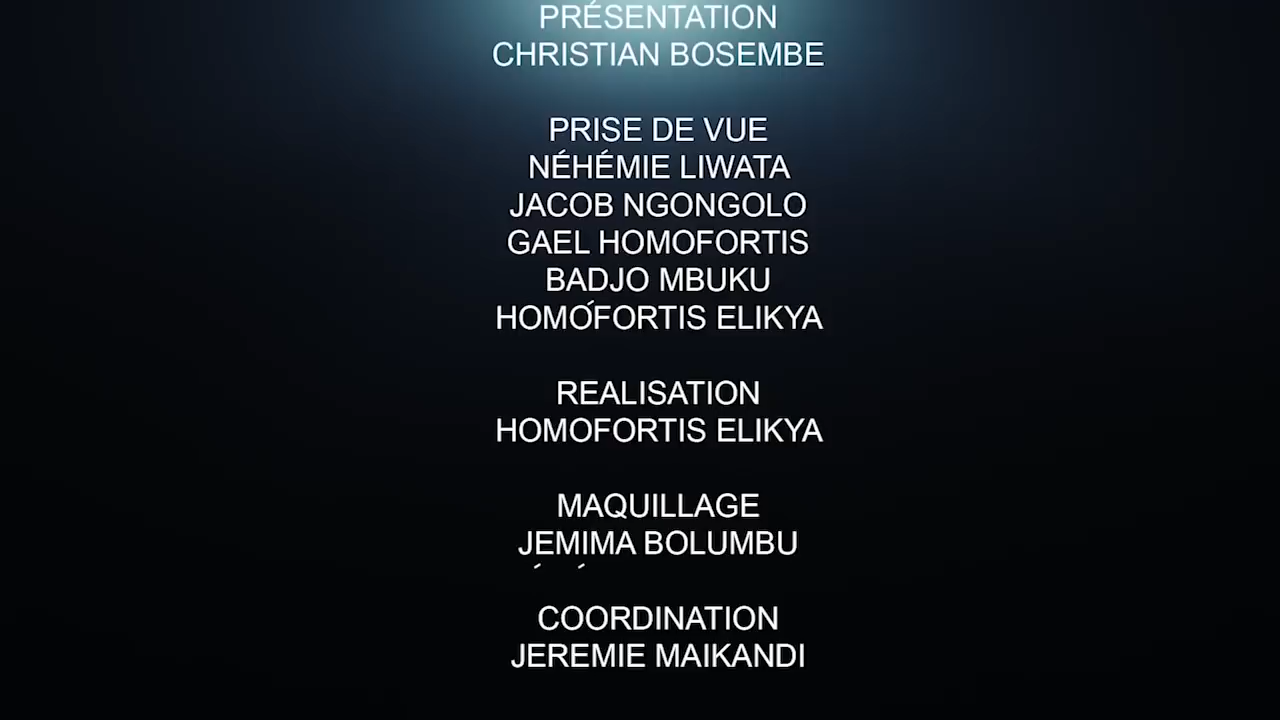 PRÉSENTATION
CHRISTIAN BOSEMBE
PRISE DE VUE
NÉHÉMIE LIWATA
JACOB NGONGOLO
GAEL HOMOFORTIS
BADJO MBUKU
HOMOFORTIS ELIKYA
REALISATION
HOMOFORTIS ELIKYA
MAQUILLAGE
JEMIMA BOLUMBU
COORDINATION
JEREMIE MAIKANDI